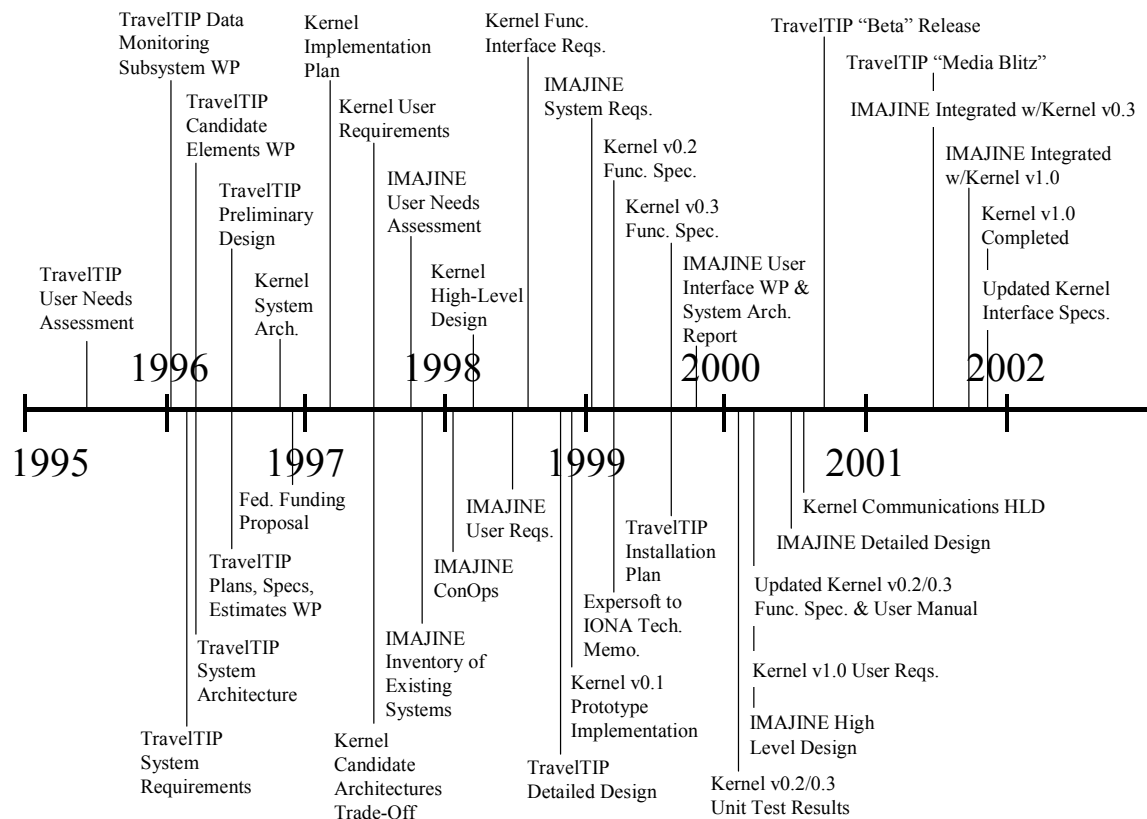 TravelTIP Data
Monitoring
Subsystem WP
Kernel
Implementation
Plan
Kernel Func.
Interface Reqs.
TravelTIP “Beta” Release
TravelTIP “Media Blitz”
TravelTIP
Candidate
Elements WP
Kernel User
Requirements
IMAJINE
System Reqs.
IMAJINE Integrated w/Kernel v0.3
Kernel v0.2
Func. Spec.
IMAJINE Integrated
w/Kernel v1.0
TravelTIP
Preliminary
Design
IMAJINE
User Needs
Assessment
Kernel v0.3
Func. Spec.
Kernel v1.0
Completed
TravelTIP
User Needs
Assessment
Kernel
System
Arch.
Kernel
High-Level
Design
IMAJINE User
Interface WP &
System Arch.
Report
Updated Kernel
Interface Specs.
1996
1998
2000
2002
1995
1997
1999
2001
Fed. Funding
Proposal
IMAJINE
User Reqs.
Kernel Communications HLD
TravelTIP
Installation
Plan
IMAJINE Detailed Design
TravelTIP
Plans, Specs,
Estimates WP
IMAJINE
ConOps
Expersoft to
IONA Tech.
Memo.
Updated Kernel v0.2/0.3
Func. Spec. & User Manual
TravelTIP
System
Architecture
IMAJINE
Inventory of
Existing
Systems
Kernel v0.1
Prototype
Implementation
Kernel v1.0 User Reqs.
IMAJINE High
Level Design
TravelTIP
System
Requirements
Kernel
Candidate
Architectures
Trade-Off
TravelTIP
Detailed Design
Kernel v0.2/0.3
Unit Test Results